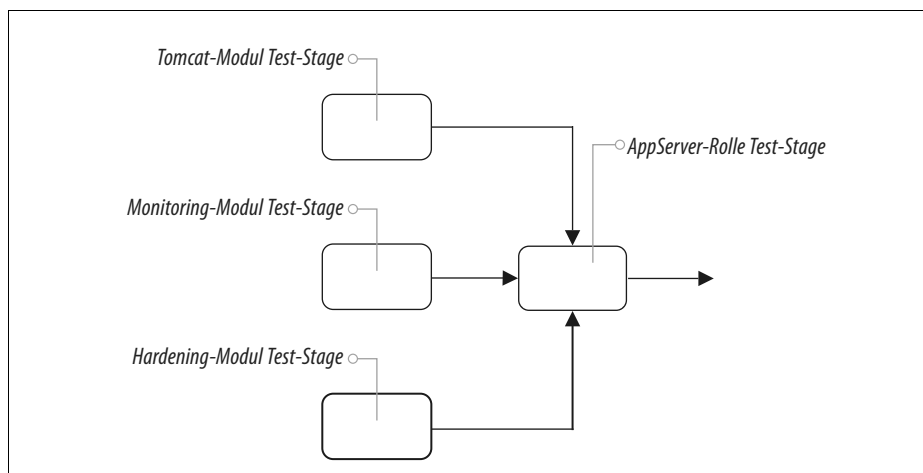 Tomcat-Modul Test-Stage
AppServer-Rolle Test-Stage
Monitoring-Modul Test-Stage
Hardening-Modul Test-Stage